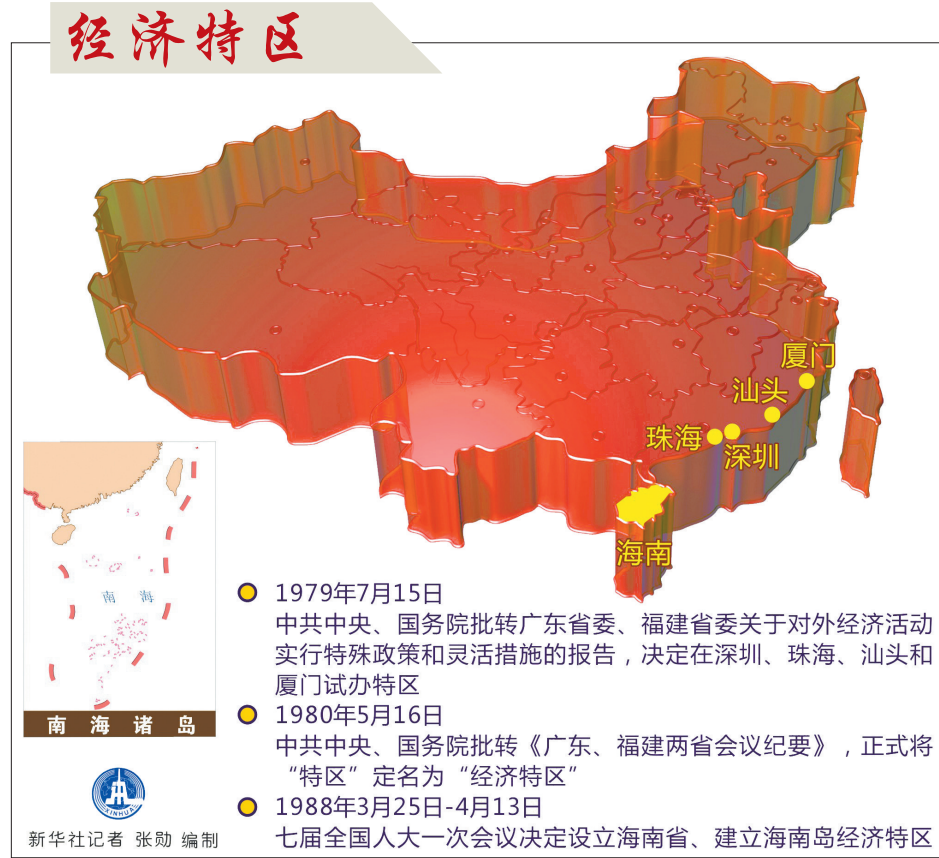 经济特区
厦门
汕头
珠海
深圳
海南
南 海
南海诸岛
1979年7月15日
中共中央、国务院批转广东省委、福建省委关于对外经济活动
实行特殊政策和灵活措施的报告，决定在深圳、珠海、汕头和
厦门试办特区
1980年5月16日
中共中央、国务院批转《广东、福建两省会议纪要》，正式将
“特区”定名为“经济特区”
1988年3月25日-4月13日
七届全国人大一次会议决定设立海南省、建立海南岛经济特区
XINHUA
新华社记者 张勋 编制